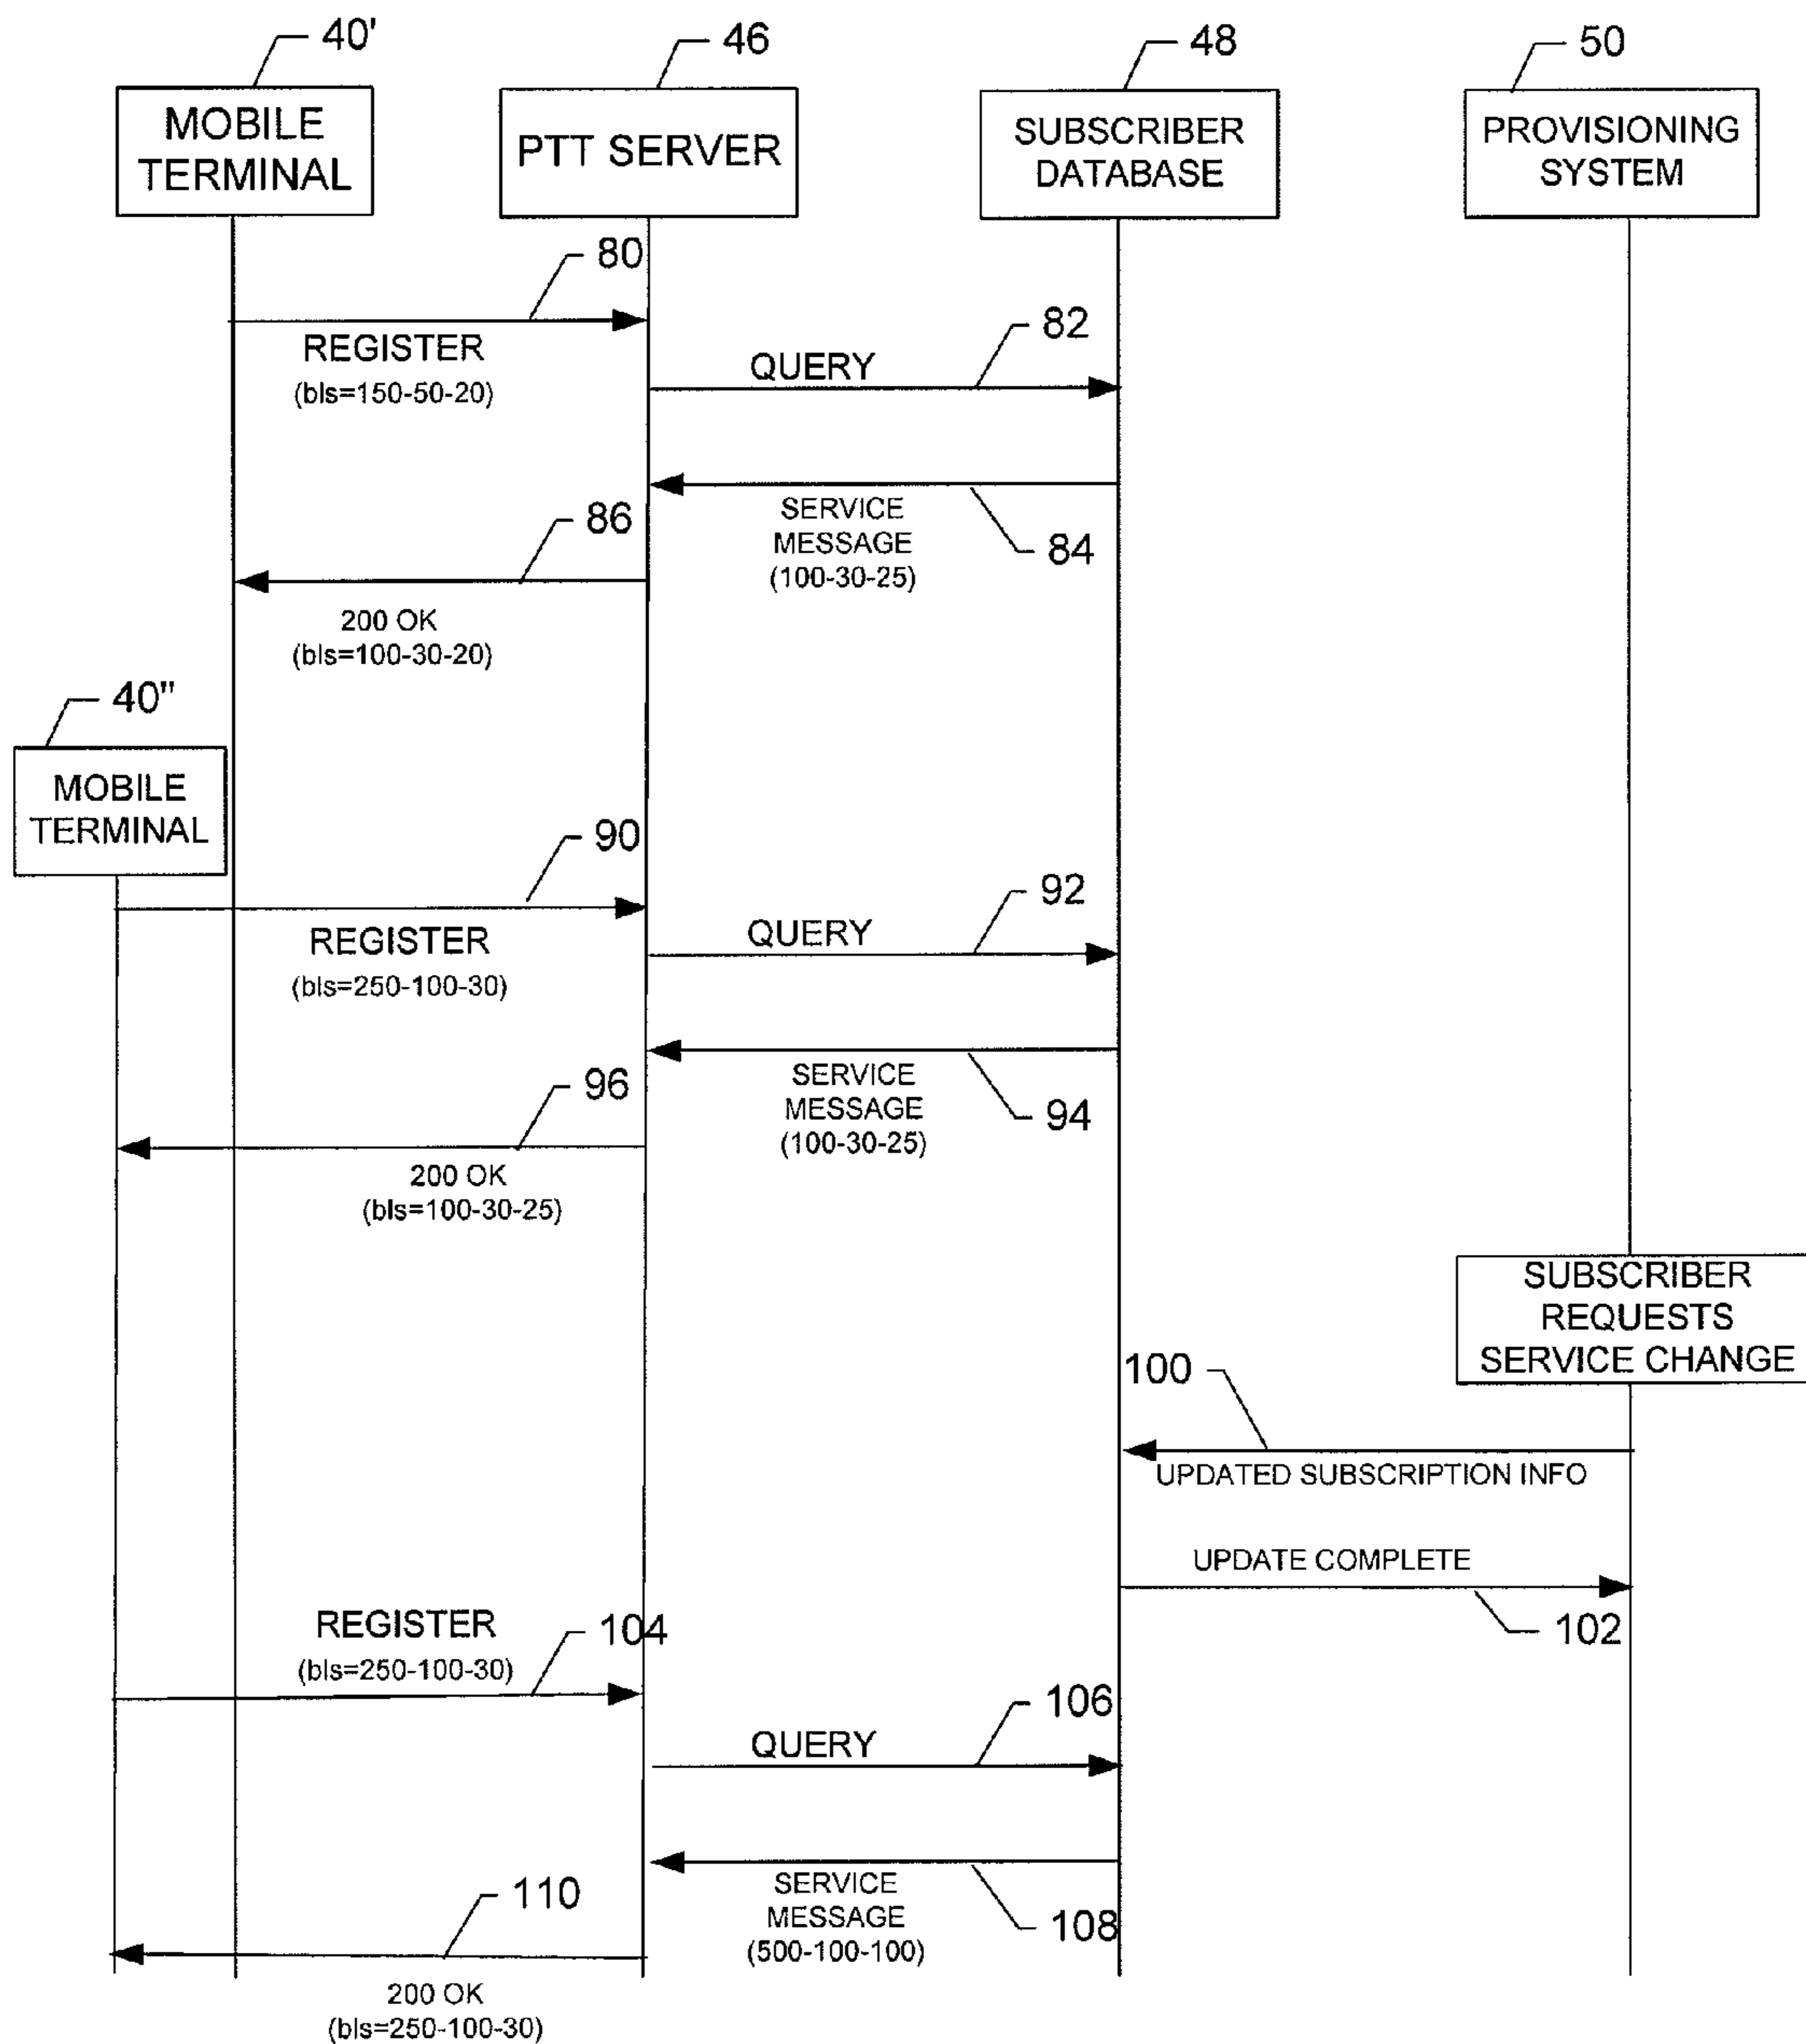 40'
46
48
50
MOBILE
TERMINAL
PTT SERVER
SUBSCRIBER
DATABASE
PROVISIONING
SYSTEM
80
REGISTER
(bls=150-50-20)
82
QUERY
SERVICE
MESSAGE
(100-30-25)
84
86
200 OK
(bls=100-30-20)
40"
MOBILE
TERMINAL
90
REGISTER
(bls=250-100-30)
92
QUERY
SERVICE
MESSAGE
(100-30-25)
94
96
200 OK
(bls=100-30-25)
SUBSCRIBER
REQUESTS
SERVICE CHANGE
100
UPDATED SUBSCRIPTION INFO
UPDATE COMPLETE
102
REGISTER
(bls=250-100-30)
104
106
QUERY
SERVICE
MESSAGE
(500-100-100)
108
110
200 OK
(bls=250-100-30)